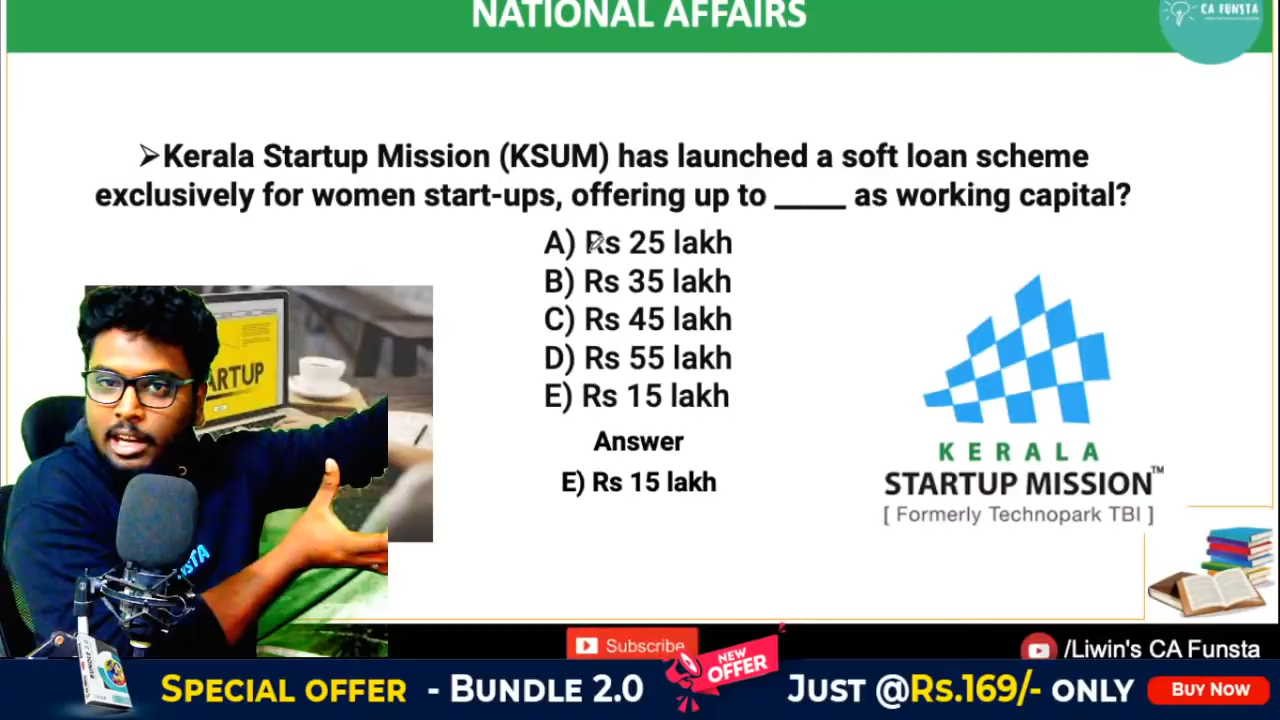 NATIONAL AFFAIRS
CA FUNSTA
➢Kerala Startup Mission (KSUM) has launched a soft loan scheme
exclusively for women start-ups, offering up to _____ as working capital?
A) Rs 25 lakh
B) Rs 35 lakh
C) Rs 45 lakh
D) Rs 55 lakh
E) Rs 15 lakh
Answer
E) Rs 15 lakh
ARTUP
KERALA
STARTUP MISSION™
[ Formerly Technopark TBI ]
Subscribe
/Liwin's CA Funsta
SPECIAL OFFER - BUNDLE 2.0
NEW
OFFER
JUST @Rs.169/- ONLY
Buy Now